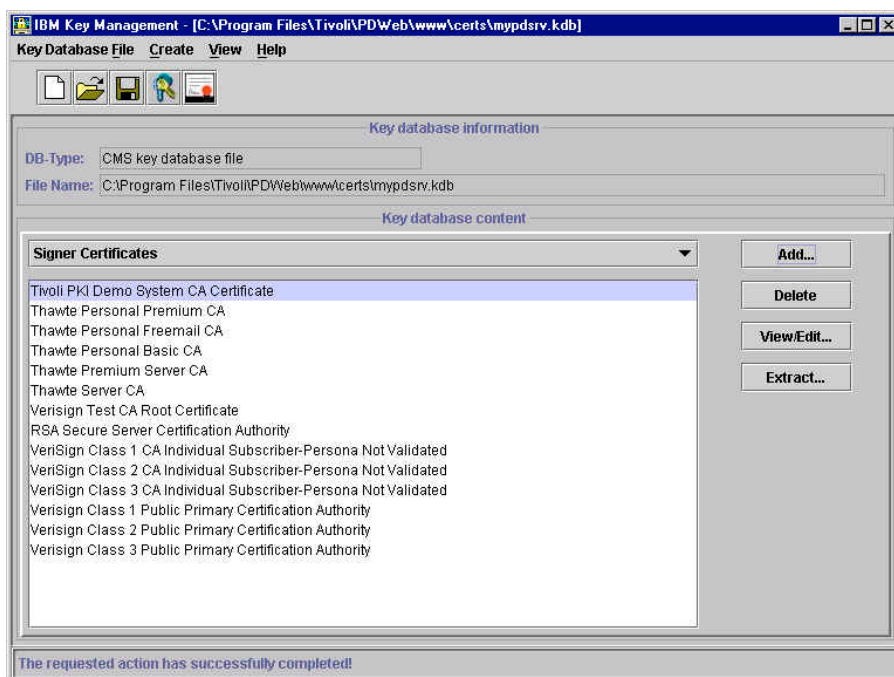 IBM Key Management - [C:\Program Files\Tivoli\PDWeb\www\certs\mypdsrv.kdb]
Key Database File Create View Help
Key database information
DB-Type: CMS key database file
File Name: C:\Program Files\Tivoli\PDWeb\www\certs\mypdsrv.kdb
Key database content
Signer Certificates
Add...
Tivoli PKI Demo System CA Certificate
Delete
Thawte Personal Premium CA
Thawte Personal Freemail CA
View/Edit...
Thawte Personal Basic CA
Thawte Premium Server CA
Extract...
Thawte Server CA
Verisign Test CA Root Certificate
RSA Secure Server Certification Authority
VeriSign Class 1 CA Individual Subscriber-Persona Not Validated
VeriSign Class 2 CA Individual Subscriber-Persona Not Validated
VeriSign Class 3 CA Individual Subscriber-Persona Not Validated
Verisign Class 1 Public Primary Certification Authority
Verisign Class 2 Public Primary Certification Authority
Verisign Class 3 Public Primary Certification Authority
The requested action has successfully completed!